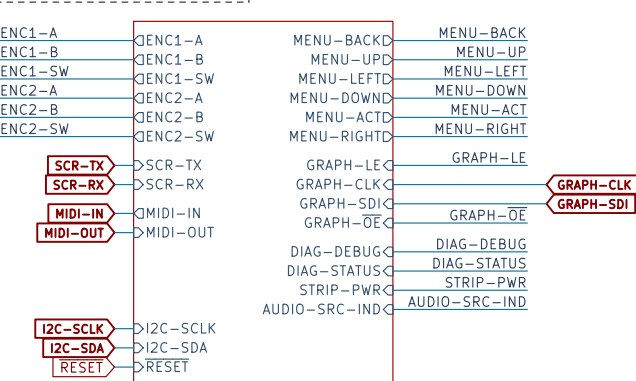 ENC1-A ENC1-A MENU-BACK MENU-BACK
ENC1-B ENC1-B MENU-UP MENU-UP
ENC1-SW ENC1-SW MENU-LEFT MENU-LEFT
ENC2-A ENC2-A MENU-DOWN MENU-DOWN
ENC2-B ENC2-B MENU-ACT MENU-ACT
ENC2-SW ENC2-SW MENU-RIGHT MENU-RIGHT
SCR-TX SCR-TX GRAPH-LE GRAPH-LE
SCR-RX SCR-RX GRAPH-CLK GRAPH-CLK
GRAPH-SDI GRAPH-SDI
MIDI-IN MIDI-IN GRAPH-OE GRAPH-OE
MIDI-OUT MIDI-OUT
DIAG-DEBUG DIAG-DEBUG
DIAG-STATUS DIAG-STATUS
STRIP-PWR STRIP-PWR
AUDIO-SRC-IND AUDIO-SRC-IND
I2C-SCLK I2C-SCLK
I2C-SDA I2C-SDA
RESET RESET